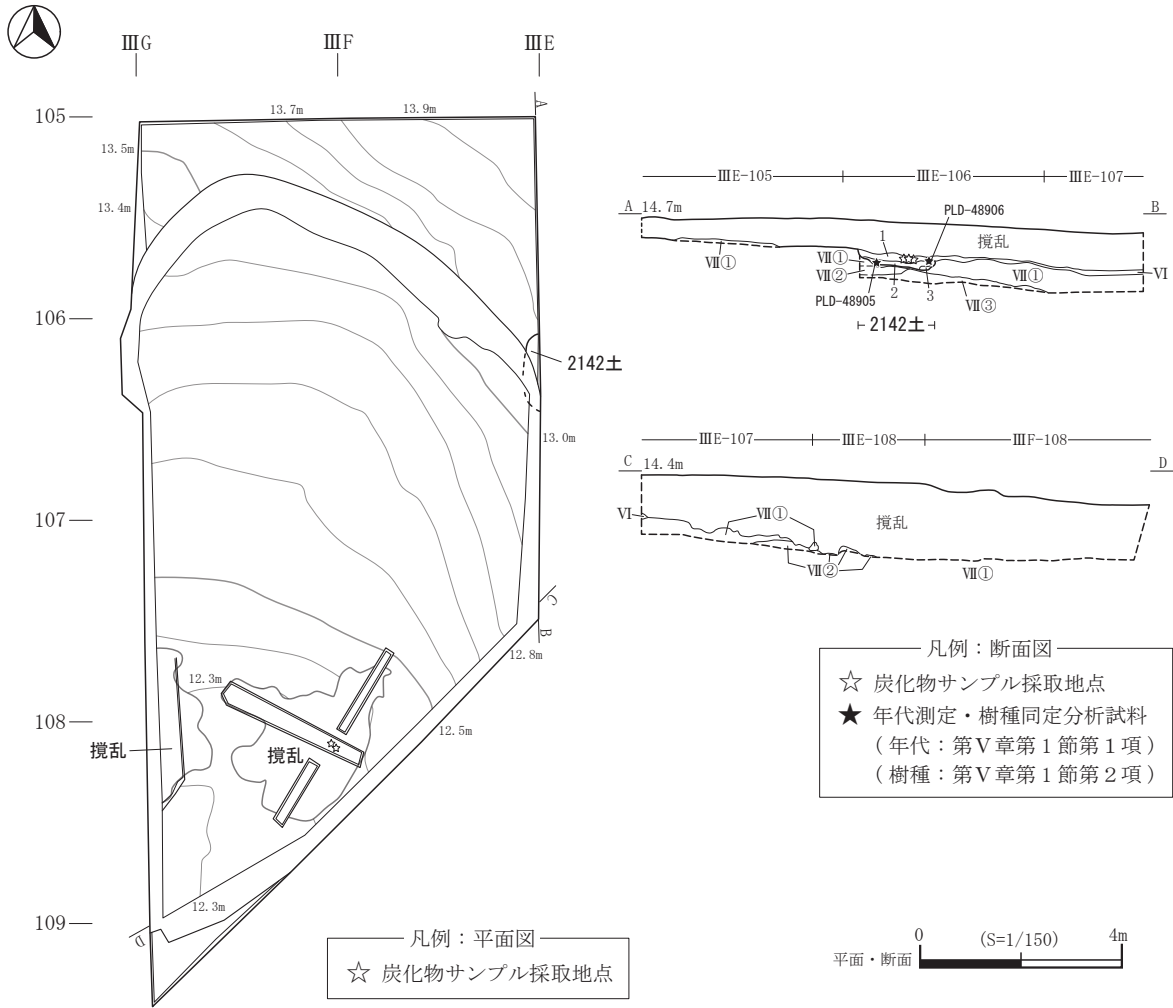 ⅢG
ⅢF
ⅢE
105
106
107
108
109
13.7m
13.9m
A
13.5m
13.4m
2142土
13.0m
C
B
12.8m
12.3m
12.5m
撹乱
撹乱
12.3m
D
凡例：平面図
☆ 炭化物サンプル採取地点
ⅢE-105
ⅢE-106
ⅢE-107
A 14.7m
B
PLD-48906
1
撹乱
Ⅶ①
Ⅶ①
Ⅶ①
Ⅵ
Ⅶ②
2
3
Ⅶ③
PLD-48905
2142土
ⅢE-107
ⅢE-108
ⅢF-108
C 14.4m
D
Ⅵ
Ⅶ①
撹乱
Ⅶ②
Ⅶ①
凡例：断面図
☆ 炭化物サンプル採取地点
★ 年代測定・樹種同定分析試料
（年代：第Ⅴ章第１節第１項）
（樹種：第Ⅴ章第１節第２項）
0 (S=1/150) 4m
平面・断面